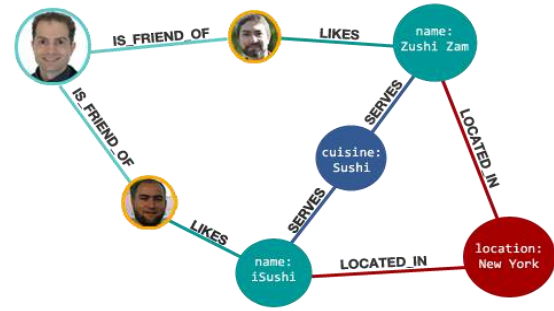 IS_FRIEND_OF
LIKES
name:
Zushi Zam
IS_FRIEND_OF
SERVES
LOCATED_IN
cuisine:
Sushi
SERVES
LIKES
name:
iSushi
LOCATED_IN
location:
New York